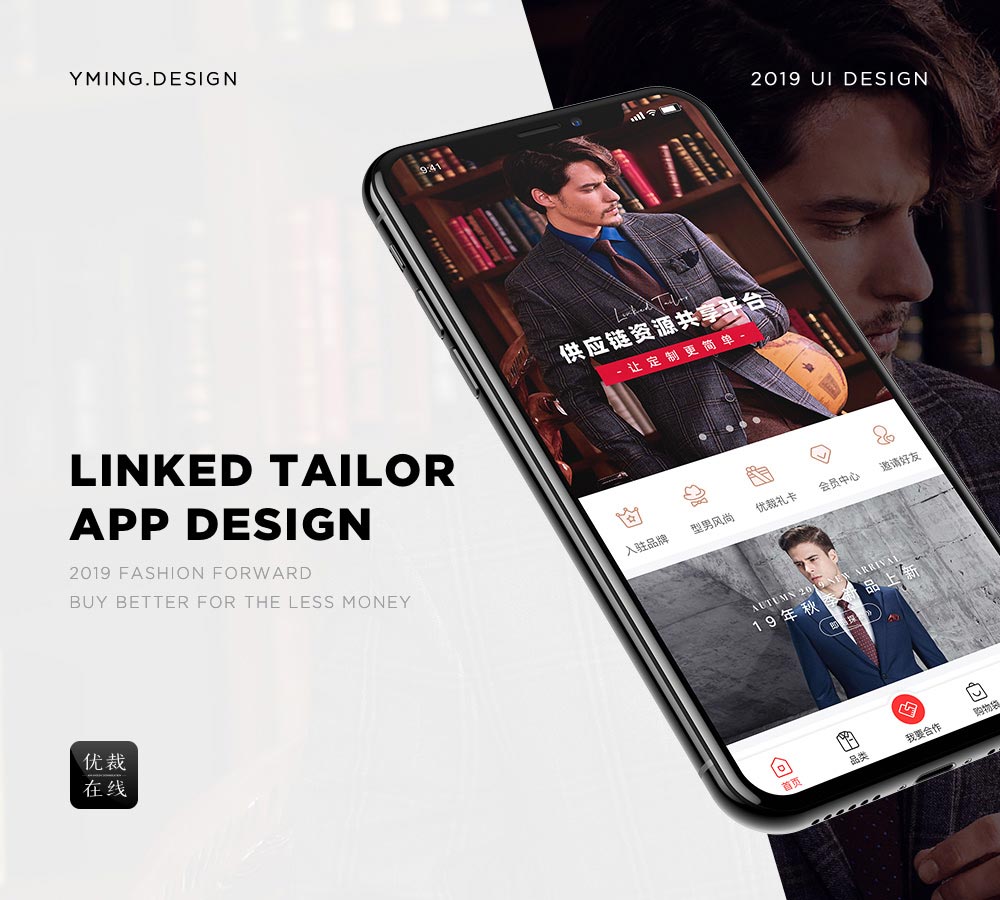 YMING.DESIGN
2019 UI DESIGN
9:41
Linked Tailor
供应链资源共享平台
-让定制更简单-
入驻品牌
型男风尚
优裁礼卡
会员中心
邀请好友
AUTUMN 2019 NEW ARRIVAL
19年秋季新品上新
首页
品类
我要合作
购物袋
LINKED TAILOR
APP DESIGN
2019 FASHION FORWARD
BUY BETTER FOR THE LESS MONEY
优裁
在线